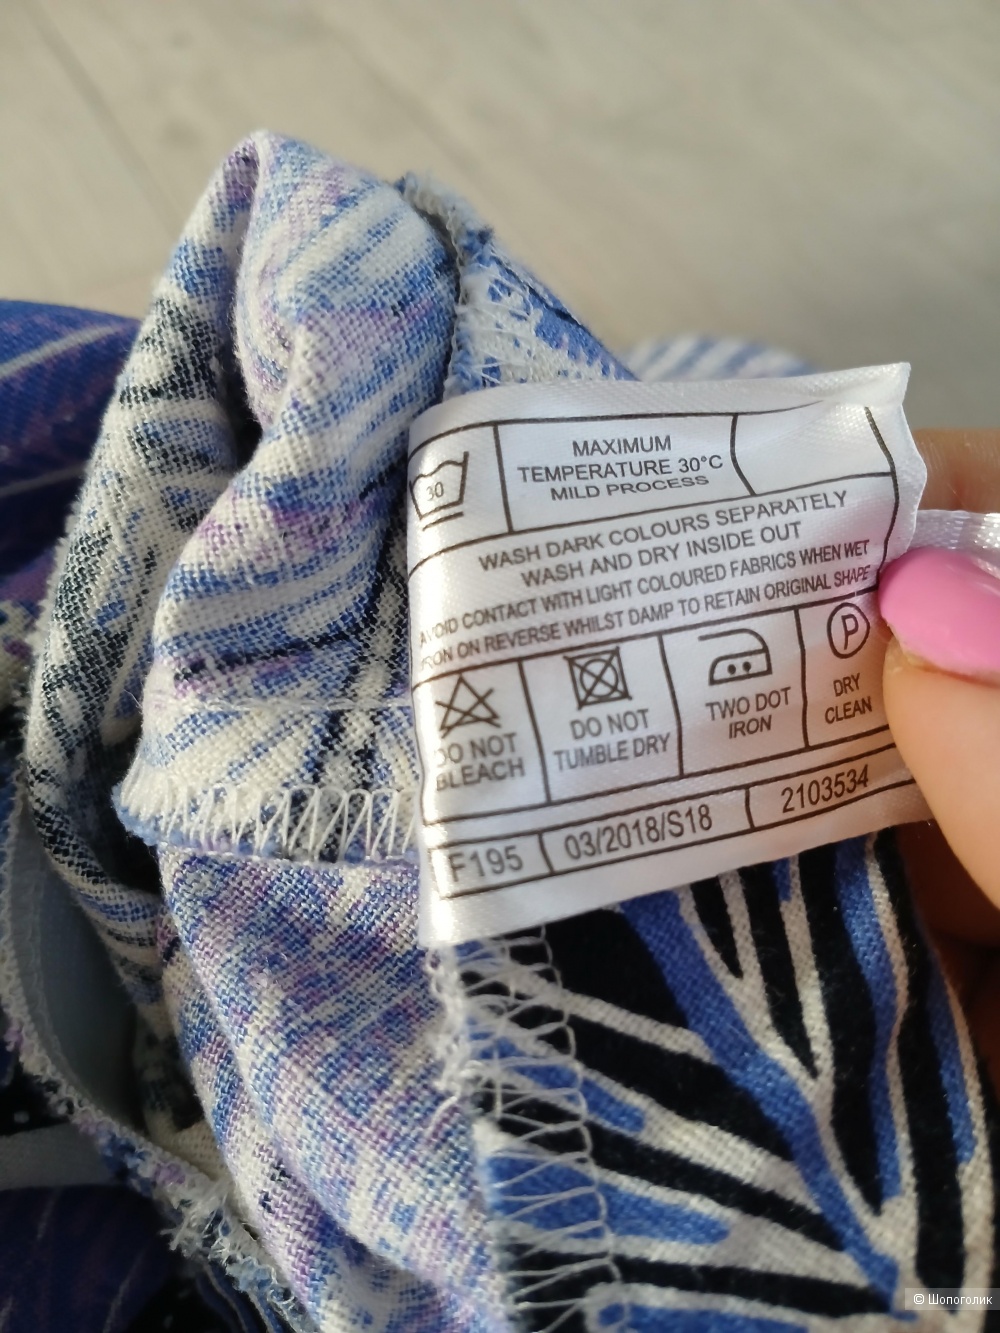 30
MAXIMUM
TEMPERATURE 30°C
MILD PROCESS
WASH DARK COLOURS SEPARATELY
WASH AND DRY INSIDE OUT
AVOID CONTACT WITH LIGHT COLOURED FABRICS WHEN WET
IRON ON REVERSE WHILST DAMP TO RETAIN ORIGINAL SHAPE
P
DO NOT
BLEACH
DO NOT
TUMBLE DRY
TWO DOT
IRON
DRY
CLEAN
F195
03/2018/S18
2103534
© Шопоголик